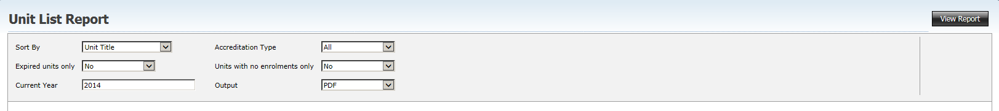 Unit List Report
View Report
Sort By Unit Title Accreditation Type All
Expired units only No Units with no enrolments only No
Current Year 2014 Output PDF